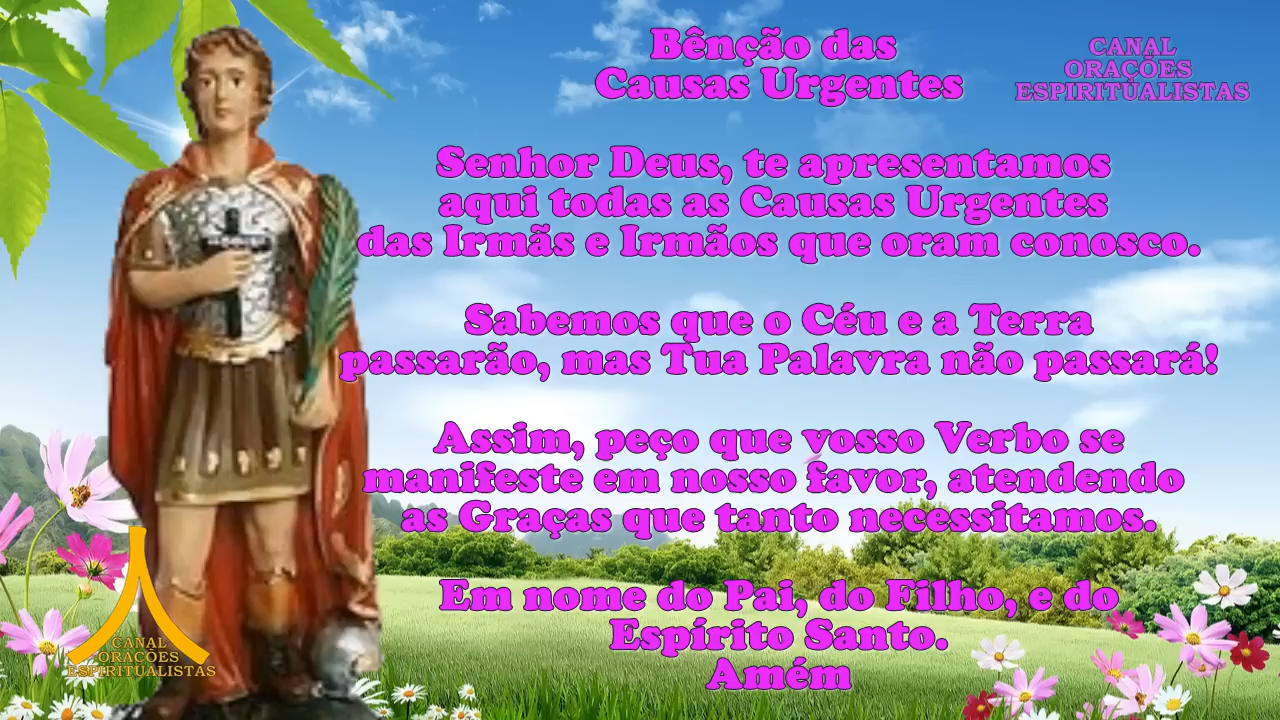 Bênção das
Causas Urgentes
CANAL
ORAÇÕES
ESPIRITUALISTAS
Senhor Deus, te apresentamos
aqui todas as Causas Urgentes
das Irmãs e Irmãos que oram conosco.
Sabemos que o Céu e a Terra
passarão, mas Tua Palavra não passará!
Assim, peço que vosso Verbo se
manifeste em nosso favor, atendendo
as Graças que tanto necessitamos.
Em nome do Pai, do Filho, e do
Espírito Santo.
Amém
CANAL
ORAÇÕES
ESPIRITUALISTAS